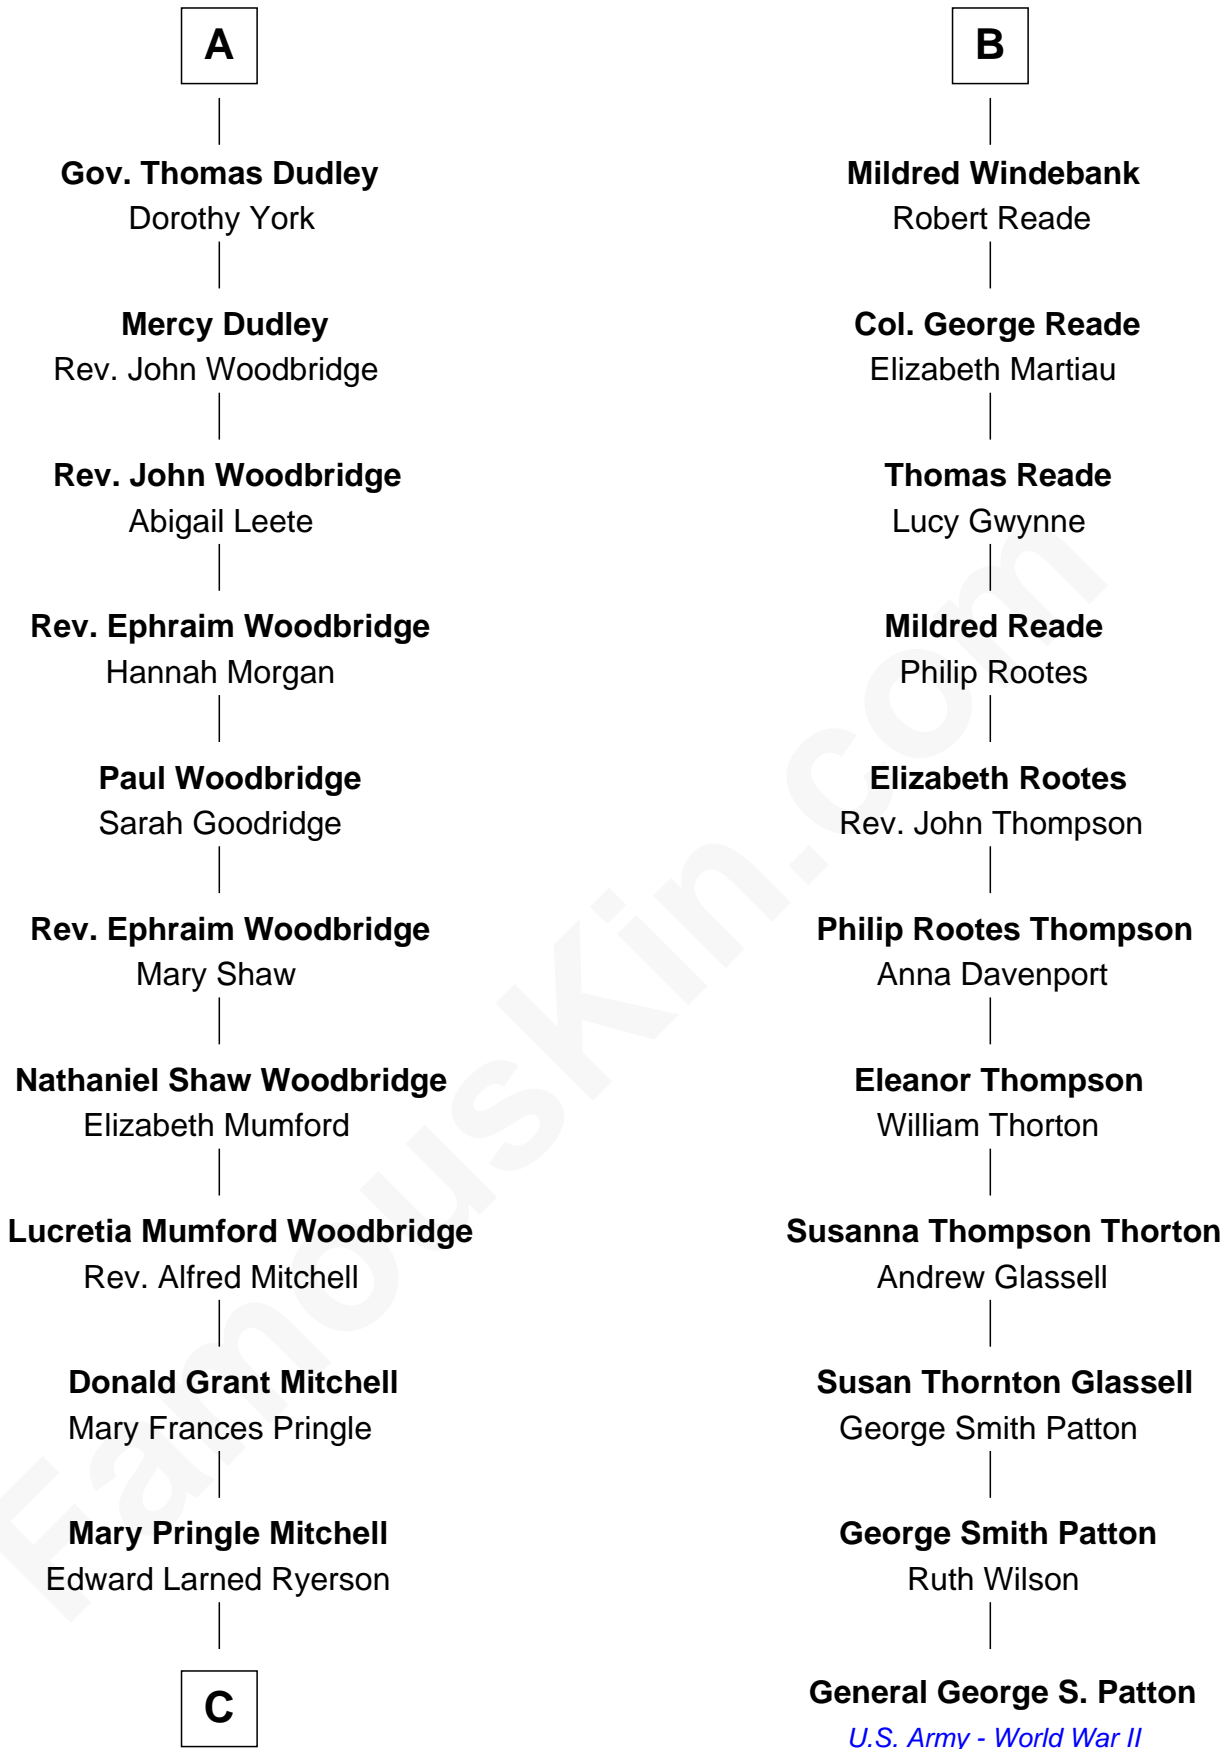 A
Gov. Thomas Dudley
Dorothy York
Mercy Dudley
Rev. John Woodbridge
Rev. John Woodbridge
Abigail Leete
Rev. Ephraim Woodbridge
Hannah Morgan
Paul Woodbridge
Sarah Goodridge
Rev. Ephraim Woodbridge
Mary Shaw
Nathaniel Shaw Woodbridge
Elizabeth Mumford
Lucretia Mumford Woodbridge
Rev. Alfred Mitchell
Donald Grant Mitchell
Mary Frances Pringle
Mary Pringle Mitchell
Edward Larned Ryerson
C
B
Mildred Windebank
Robert Reade
Col. George Reade
Elizabeth Martiau
Thomas Reade
Lucy Gwynne
Mildred Reade
Philip Rootes
Elizabeth Rootes
Rev. John Thompson
Philip Rootes Thompson
Anna Davenport
Eleanor Thompson
William Thorton
Susanna Thompson Thorton
Andrew Glassell
Susan Thornton Glassell
George Smith Patton
George Smith Patton
Ruth Wilson
General George S. Patton
U.S. Army - World War II
FamousKin.com